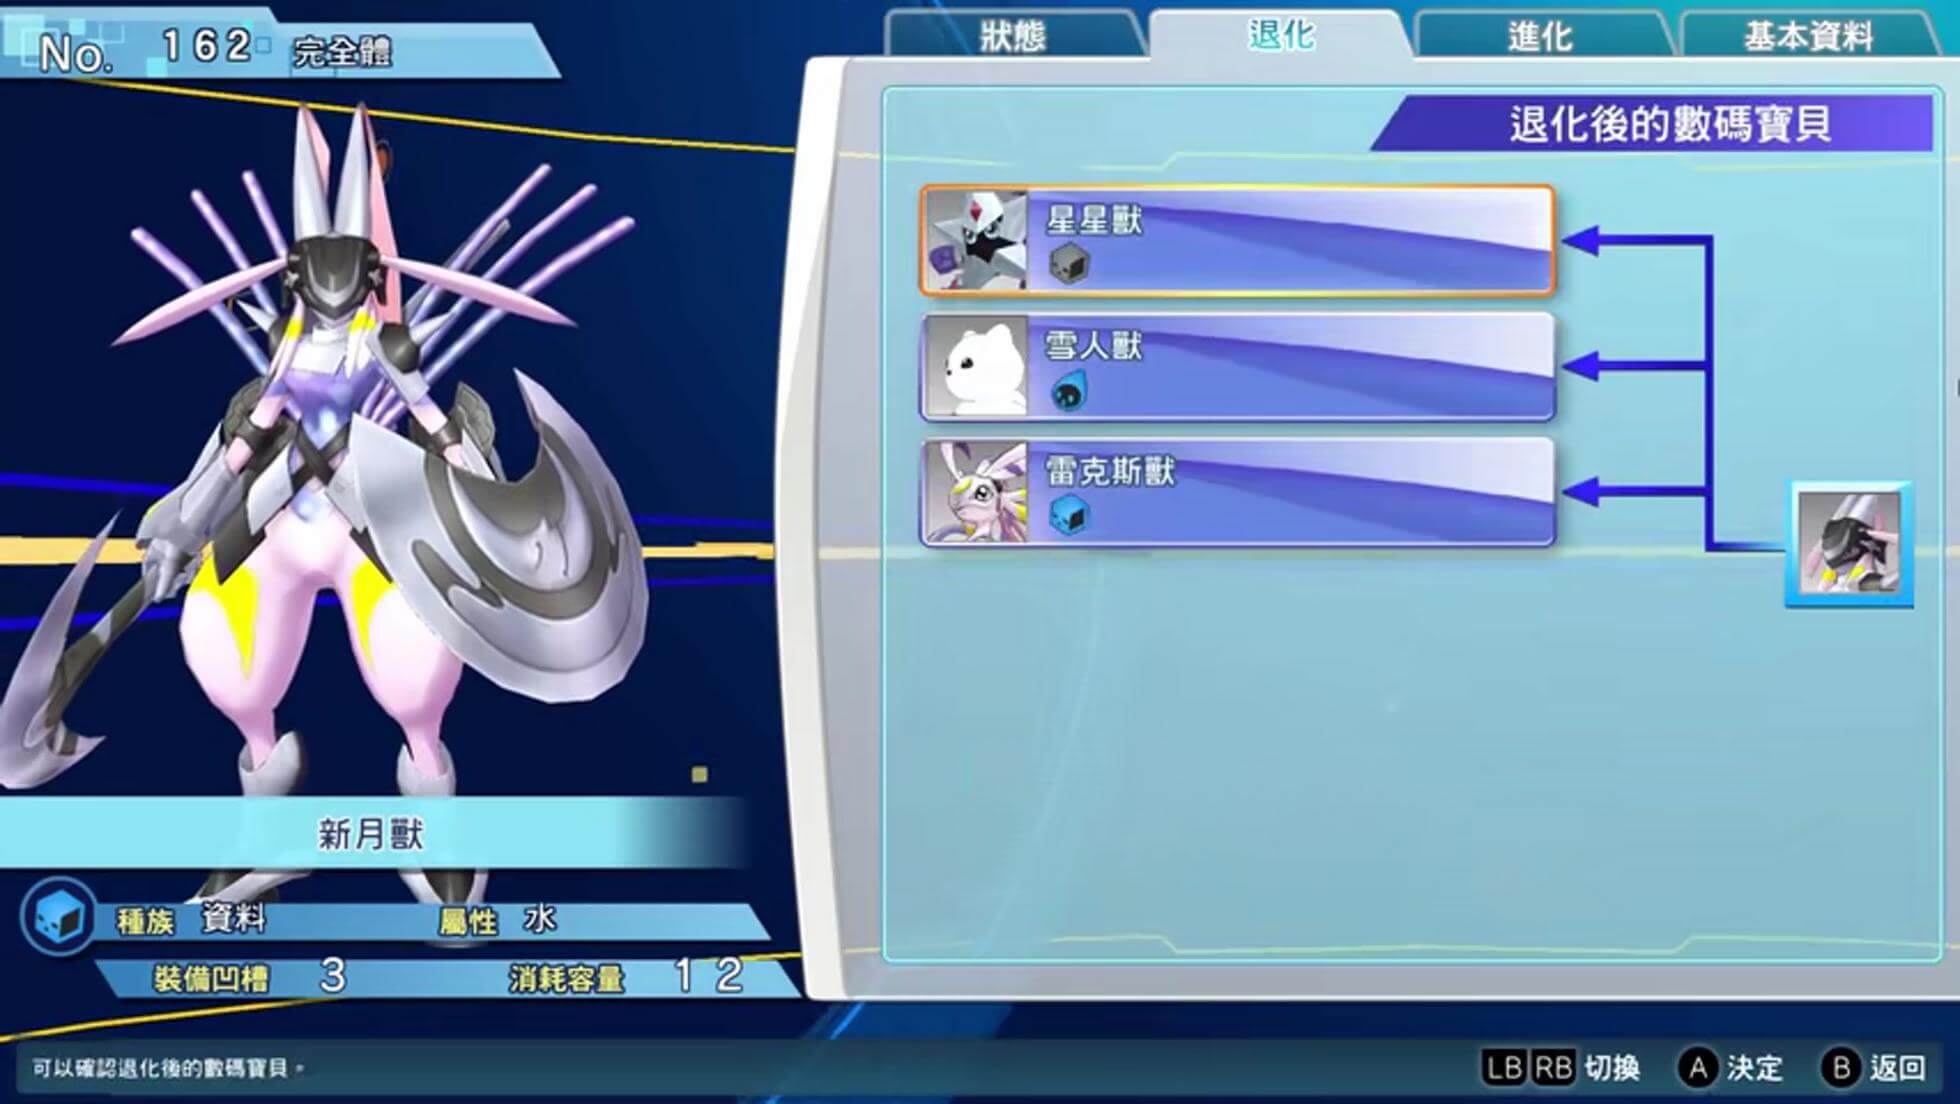 No. 162 完全體
狀態 退化 進化 基本資料
退化後的數碼寶貝
星星獸
雪人獸
雷克斯獸
新月獸
種族 資料 屬性 水
裝備凹槽 3 消耗容量 12
可以確認退化後的數碼寶貝。
LB RB 切換 A 決定 B 返回